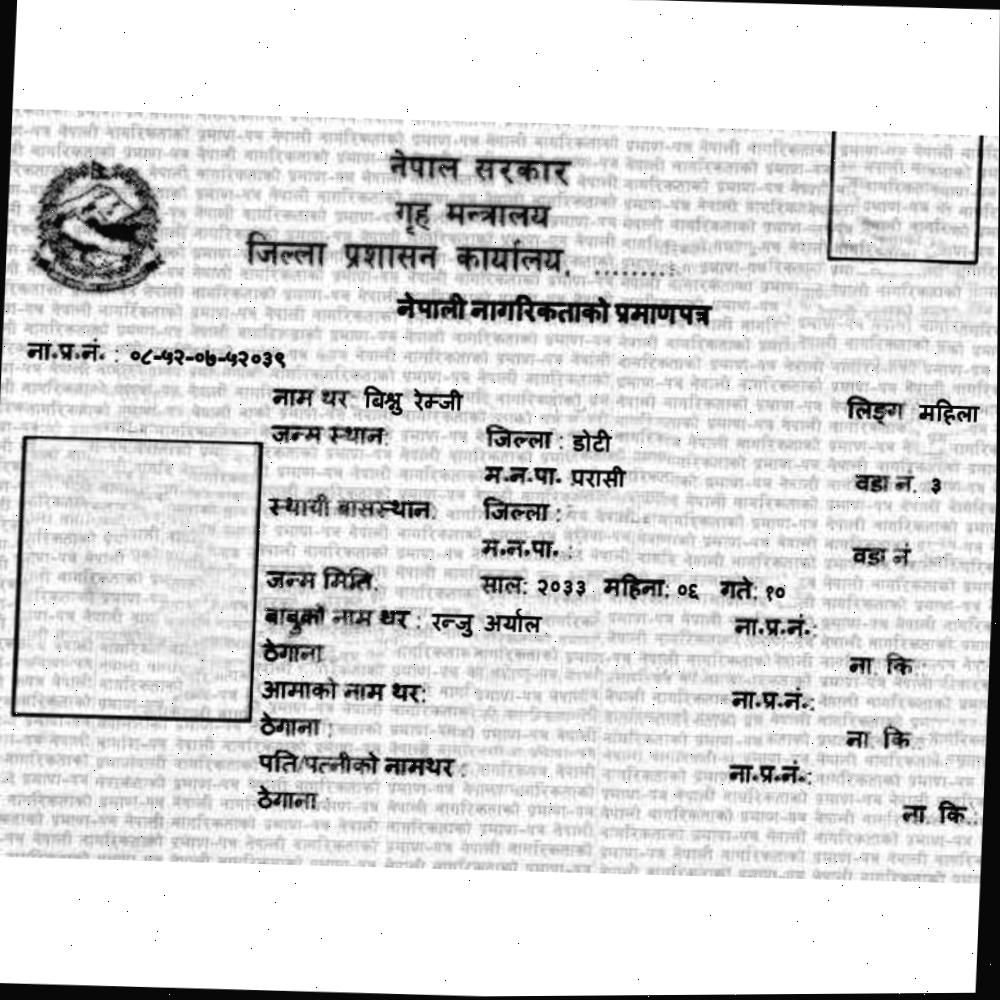 नेपाल सरकार
गृह मन्त्रालय
जिल्ला प्रशासन कार्यालय, .........
नेपाली नागरिकताको प्रमाणपत्र
ना.प्र.नं. : ०८-५२-०७-५२०३९
नाम थर: बिश्नु रेम्जी लिङ्ग महिला
जन्म स्थान: जिल्ला : डोटी
म.न.पा. परासी वडा नं. ३
स्थायी बासस्थान: जिल्ला :
म.न.पा. : वडा नं
जन्म मिति: साल: २०३३ महिना: ०६ गते: १०
बाबुको नाम थर : रन्जु अर्याल ना.प्र.नं.:
ठेगाना ना. कि.:
आमाको नाम थर: ना.प्र.नं.:
ठेगाना : ना. कि.:
पति/पत्नीको नामथर : ना.प्र.नं.:
ठेगाना : ना. कि.: